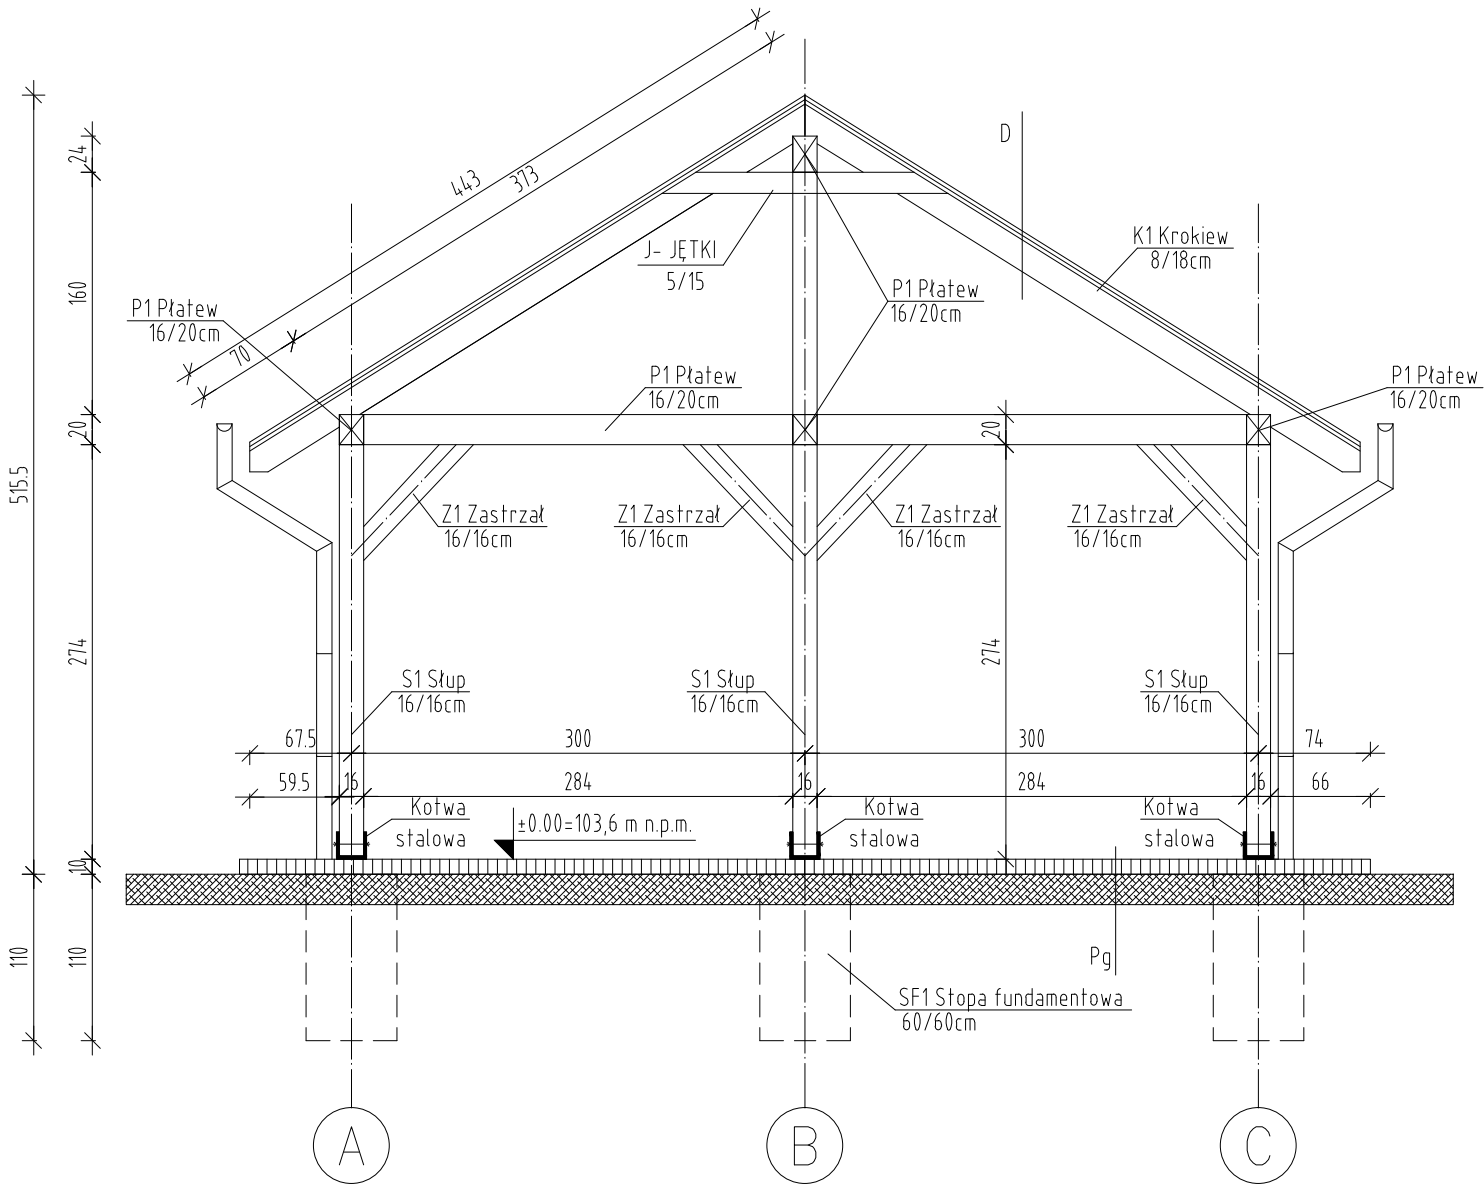 443
373
70
D
K1 Krokiew
8/18cm
J- JĘTKI
5/15
P1 Płatew
16/20cm
P1 Płatew
16/20cm
P1 Płatew
16/20cm
P1 Płatew
16/20cm
24
160
20
274
10
110
515.5
110
20
274
Z1 Zastrzał
16/16cm
Z1 Zastrzał
16/16cm
Z1 Zastrzał
16/16cm
Z1 Zastrzał
16/16cm
S1 Słup
16/16cm
S1 Słup
16/16cm
S1 Słup
16/16cm
67.5
300
300
74
59.5
16
284
16
284
16
66
Kotwa
stalowa
Kotwa
stalowa
Kotwa
stalowa
±0.00=103,6 m n.p.m.
Pg
SF1 Stopa fundamentowa
60/60cm
A
B
C